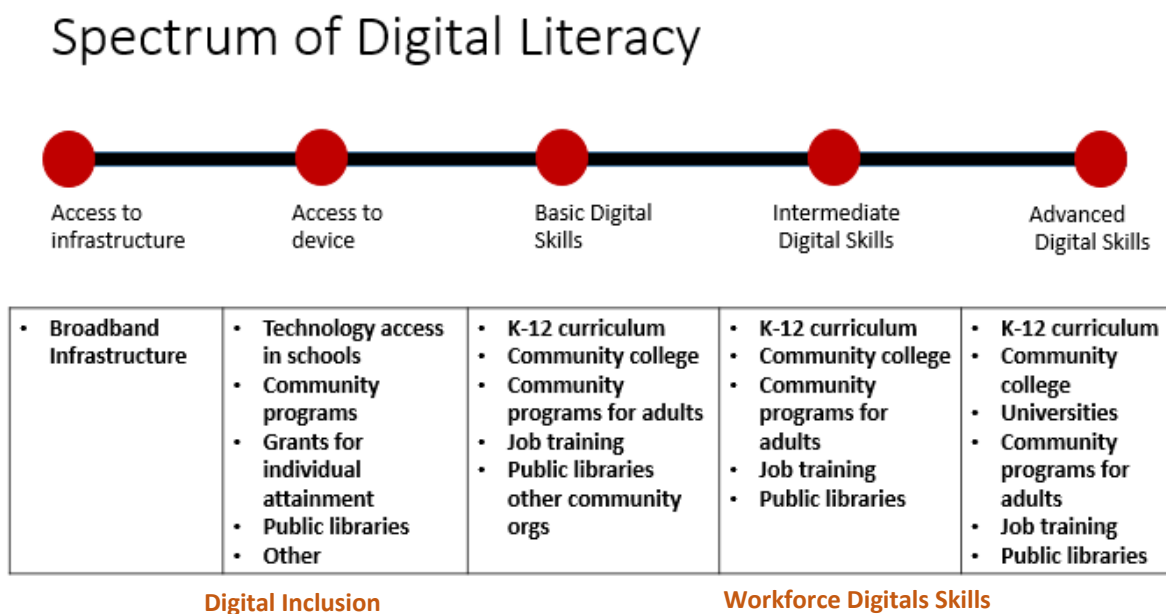 Spectrum of Digital Literacy
Access to
infrastructure
Access to
device
Basic Digital
Skills
Intermediate
Digital Skills
Advanced
Digital Skills
• Broadband
Infrastructure
• Technology access
in schools
• Community
programs
• Grants for
individual
attainment
• Public libraries
• Other
• K-12 curriculum
• Community college
• Community
programs for adults
• Job training
• Public libraries
other community
orgs
• K-12 curriculum
• Community college
• Community
programs for
adults
• Job training
• Public libraries
• K-12 curriculum
• Community
college
• Universities
• Community
programs for
adults
• Job training
• Public libraries
Digital Inclusion
Workforce Digitals Skills